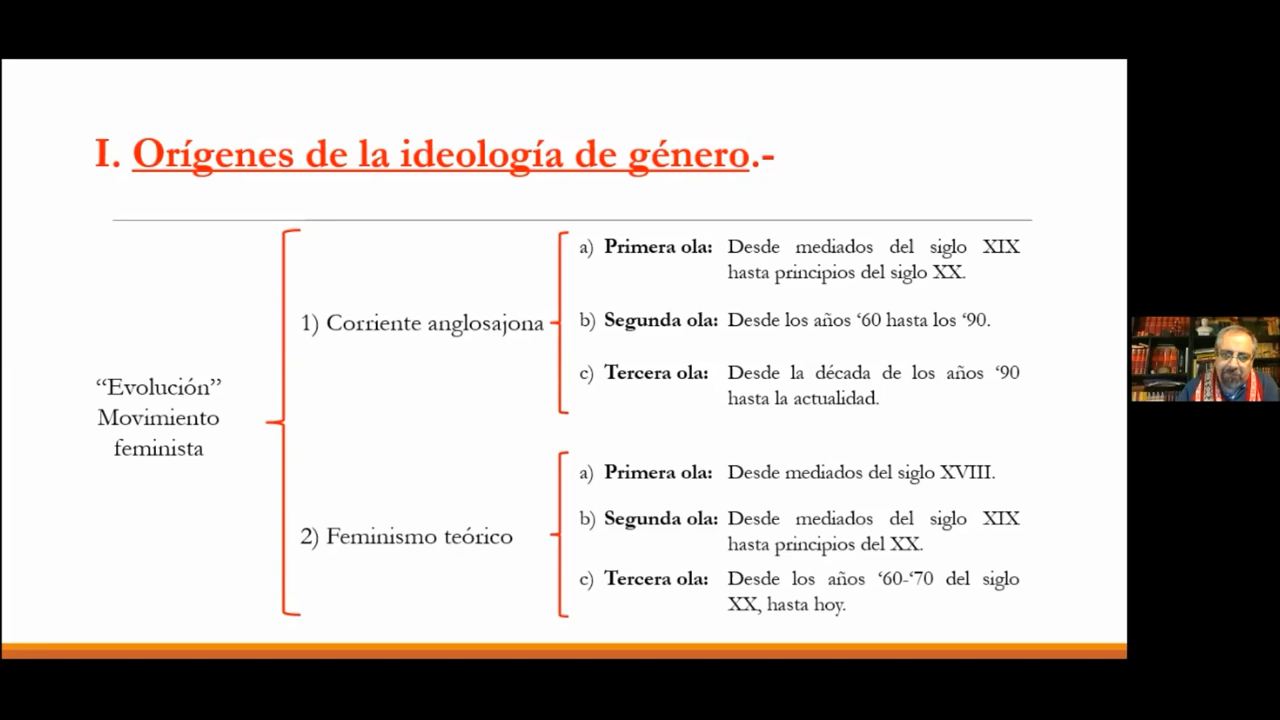 I. Orígenes de la ideología de género.-
“Evolución”
Movimiento
feminista
1) Corriente anglosajona
a) Primera ola: Desde mediados del siglo XIX
hasta principios del siglo XX.
b) Segunda ola: Desde los años ‘60 hasta los ‘90.
c) Tercera ola: Desde la década de los años ‘90
hasta la actualidad.
2) Feminismo teórico
a) Primera ola: Desde mediados del siglo XVIII.
b) Segunda ola: Desde mediados del siglo XIX
hasta principios del XX.
c) Tercera ola: Desde los años ‘60-‘70 del siglo
XX, hasta hoy.